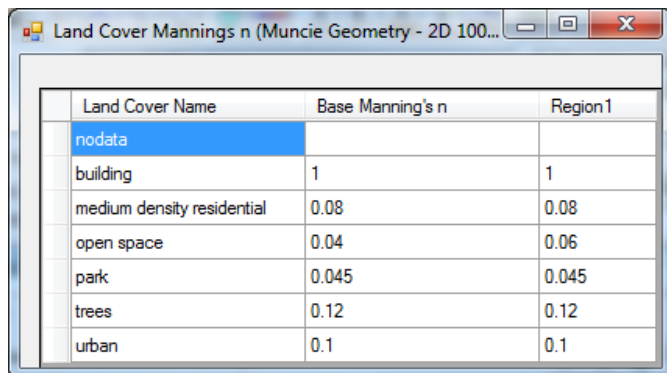 Land Cover Mannings n (Muncie Geometry - 2D 100...
Land Cover Name Base Manning's n Region1
nodata
building 1 1
medium density residential 0.08 0.08
open space 0.04 0.06
park 0.045 0.045
trees 0.12 0.12
urban 0.1 0.1